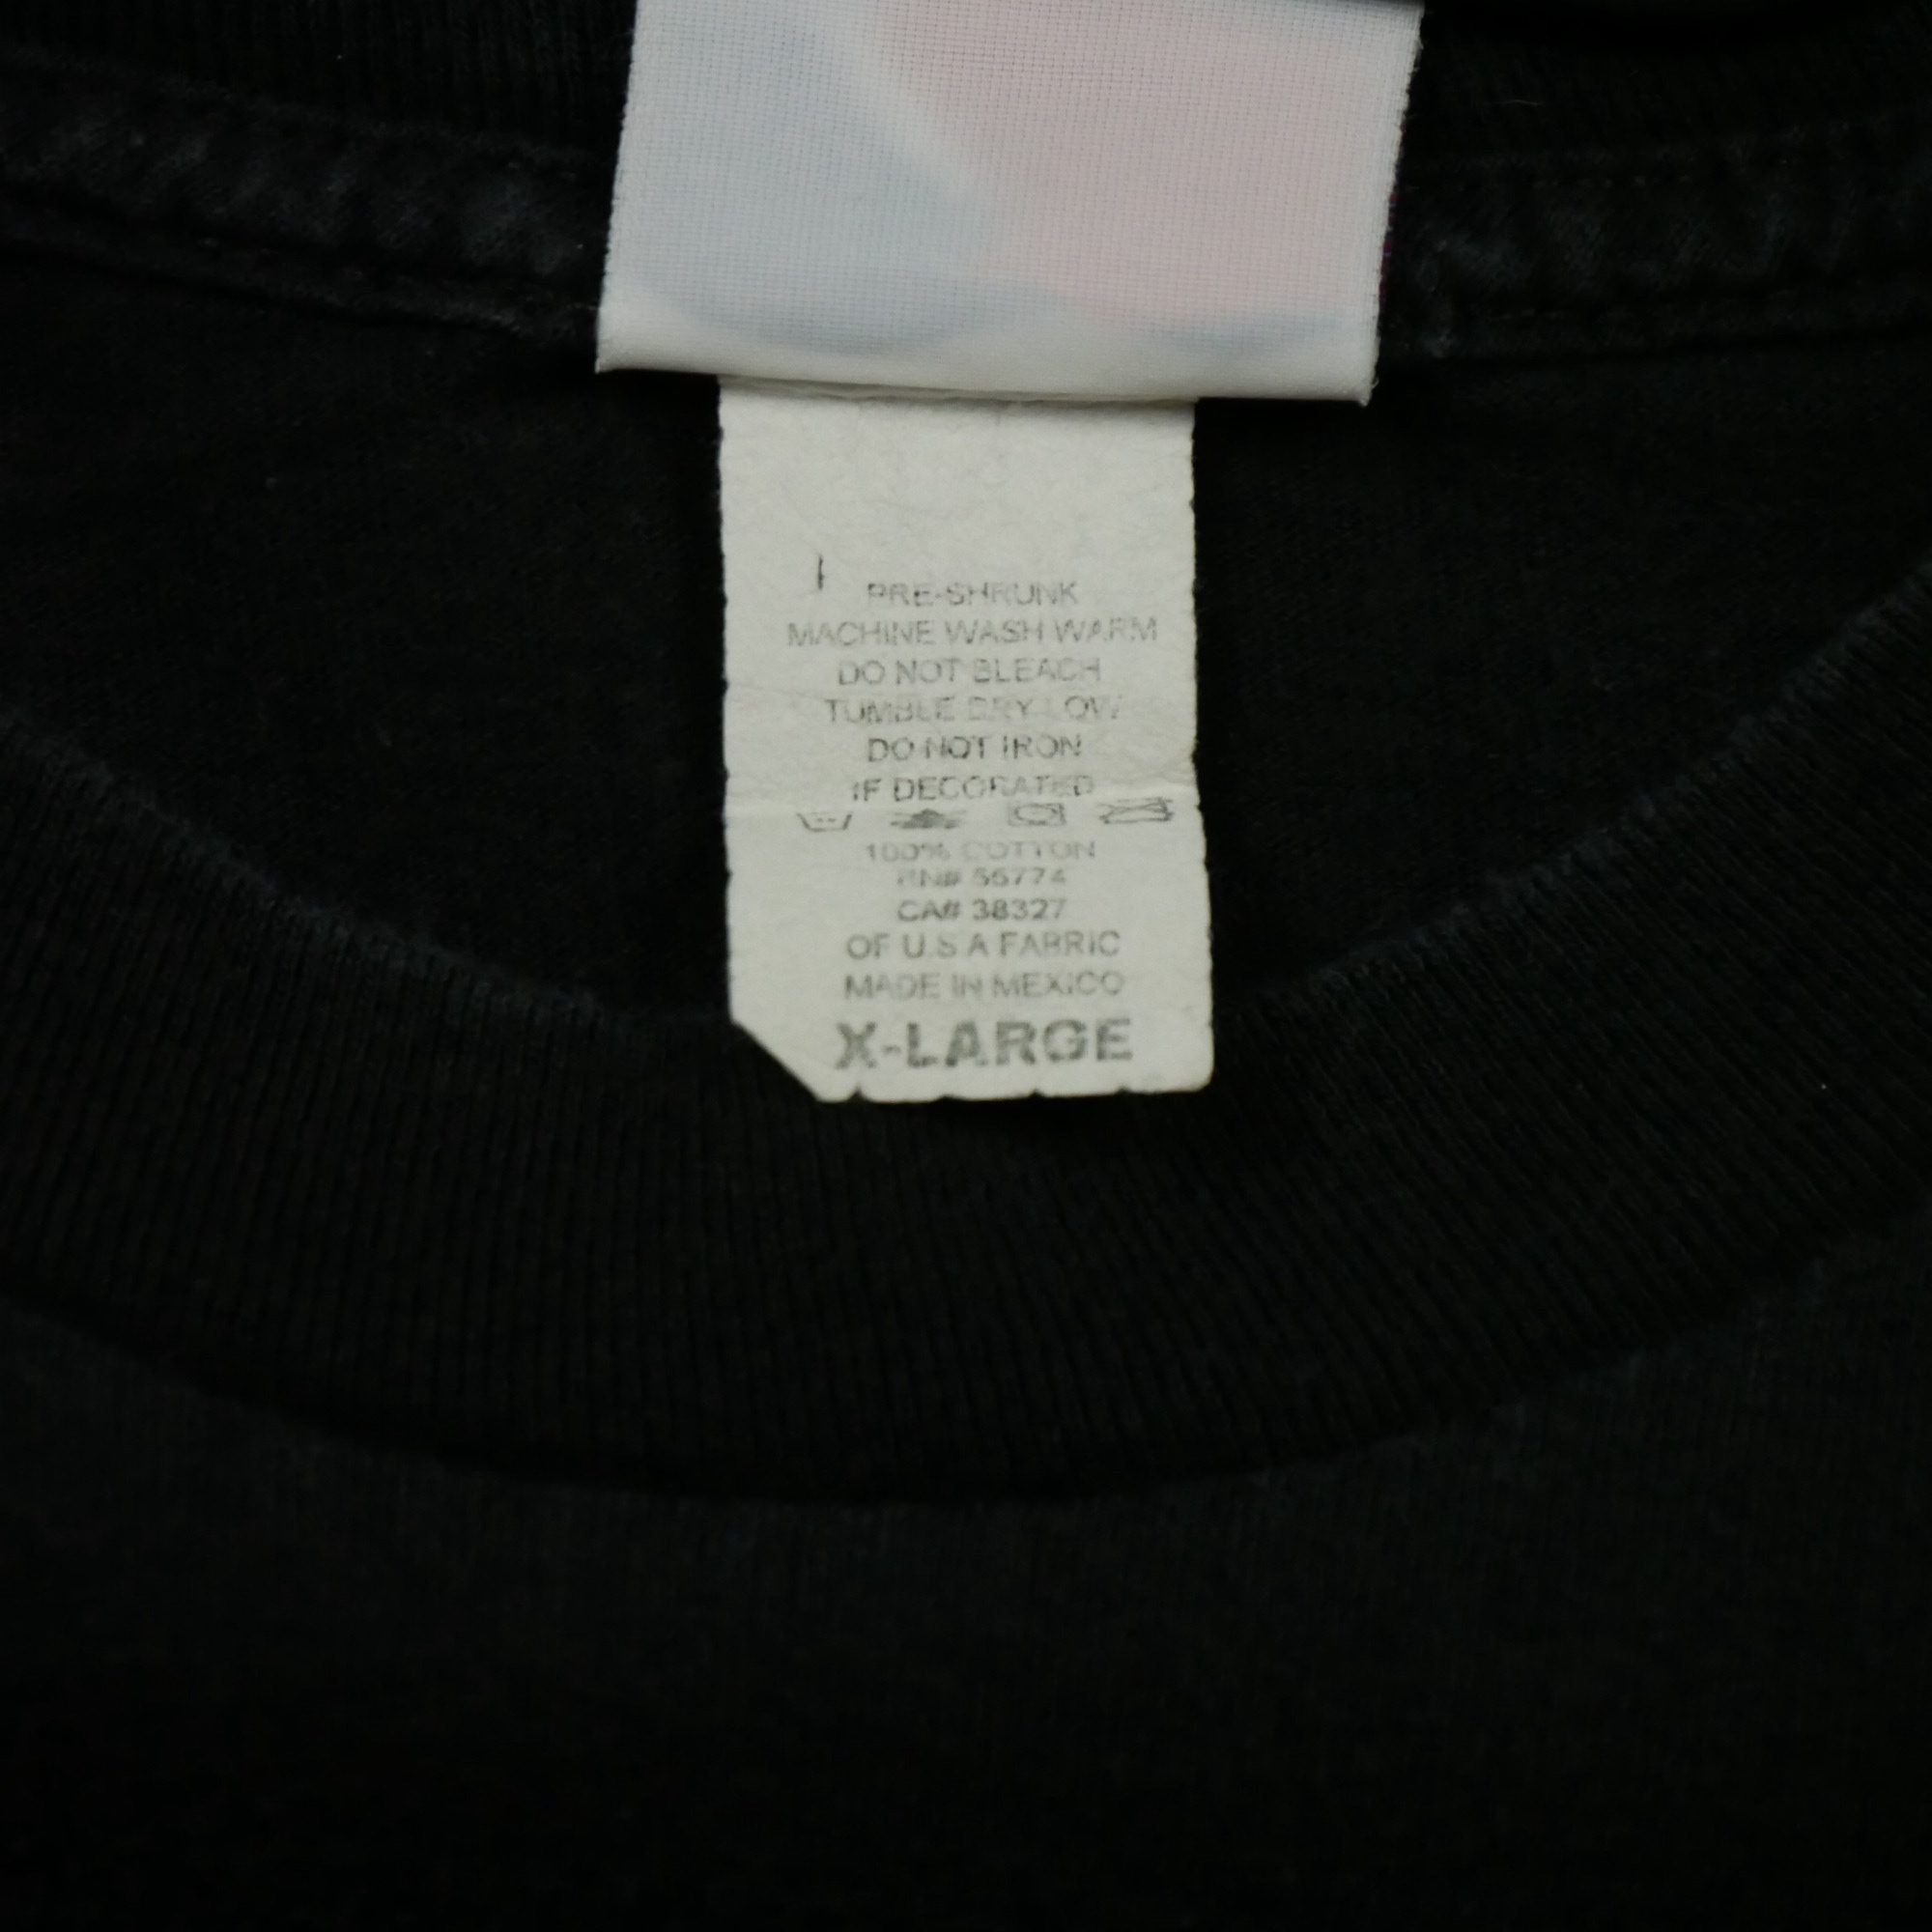 PRE-SHRUNK
MACHINE WASH WARM
DO NOT BLEACH
TUMBLE DRY LOW
DO NOT IRON
IF DECORATED
100% COTTON
RN# 56774
CA# 38327
OF U.S A FABRIC
MADE IN MEXICO
X-LARGE